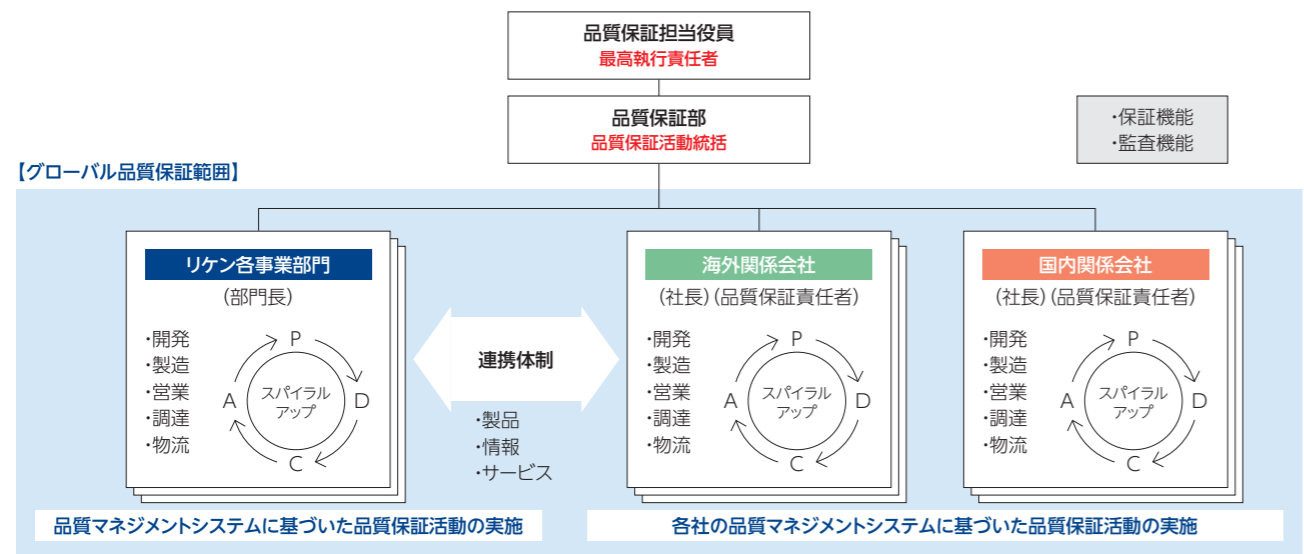 品質保証担当役員
最高執行責任者
品質保証部
品質保証活動統括
・保証機能
・監査機能
【グローバル品質保証範囲】
リケン各事業部門
(部門長)
・開発
・製造
・営業
・調達
・物流
P
D
C
A
スパイラル
アップ
連携体制
・製品
・情報
・サービス
海外関係会社
(社長)(品質保証責任者)
・開発
・製造
・営業
・調達
・物流
P
D
C
A
スパイラル
アップ
国内関係会社
(社長)(品質保証責任者)
・開発
・製造
・営業
・調達
・物流
P
D
C
A
スパイラル
アップ
品質マネジメントシステムに基づいた品質保証活動の実施
各社の品質マネジメントシステムに基づいた品質保証活動の実施